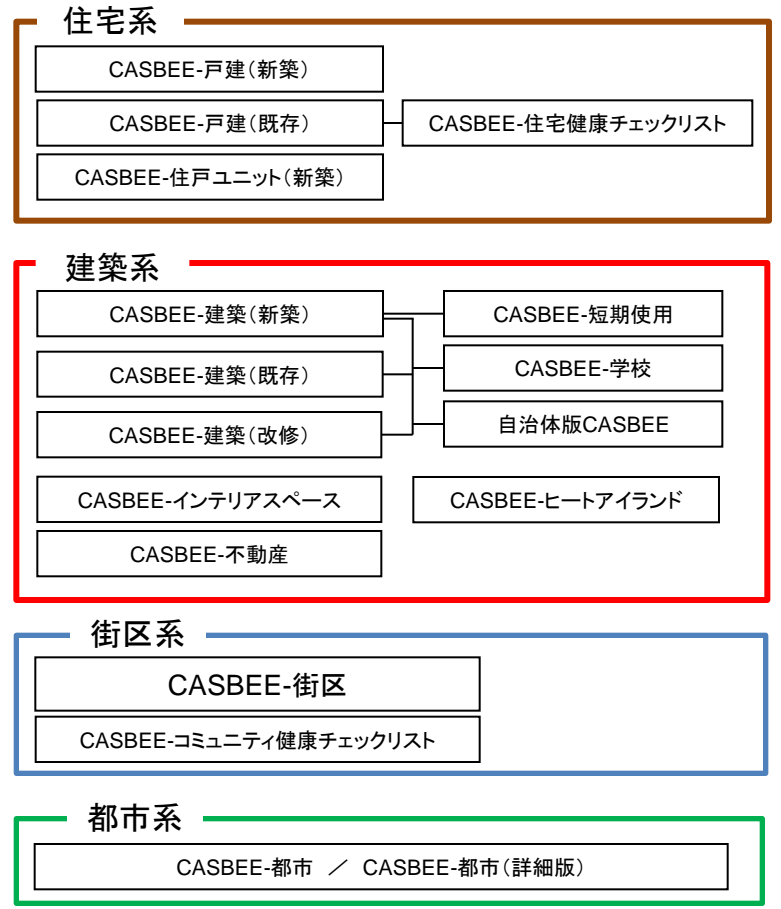 住宅系
CASBEE-戸建（新築）
CASBEE-戸建（既存）
CASBEE-住宅健康チェックリスト
CASBEE-住戸ユニット（新築）
建築系
CASBEE-建築（新築）
CASBEE-短期使用
CASBEE-建築（既存）
CASBEE-学校
CASBEE-建築（改修）
自治体版CASBEE
CASBEE-インテリアスペース
CASBEE-ヒートアイランド
CASBEE-不動産
街区系
CASBEE-街区
CASBEE-コミュニティ健康チェックリスト
都市系
CASBEE-都市 ／ CASBEE-都市（詳細版）